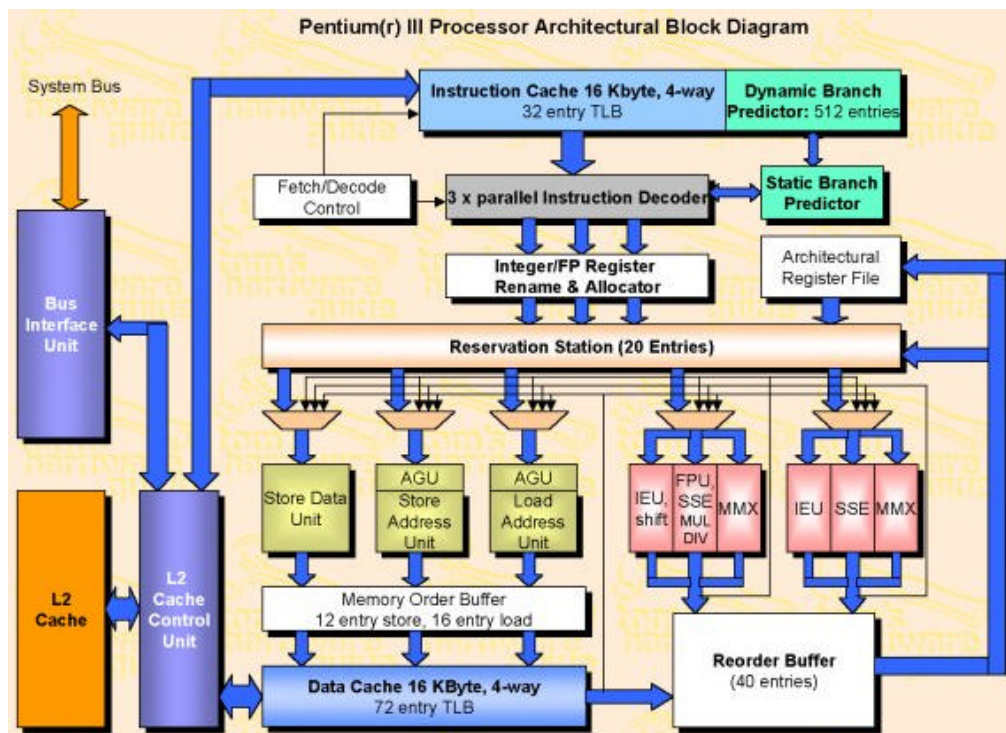 Pentium(r) III Processor Architectural Block Diagram
System Bus
Instruction Cache 16 Kbyte, 4-way
32 entry TLB
Dynamic Branch
Predictor: 512 entries
Fetch/Decode
Control
3 x parallel Instruction Decoder
Static Branch
Predictor
Integer/FP Register
Rename & Allocator
Architectural
Register File
Bus
Interface
Unit
Reservation Station (20 Entries)
Store Data
Unit
AGU
Store
Address
Unit
AGU
Load
Address
Unit
IEU,
shift
FPU,
SSE
MUL
DIV
MMX
IEU
SSE
MMX
L2
Cache
L2
Cache
Control
Unit
Memory Order Buffer
12 entry store, 16 entry load
Data Cache 16 KByte, 4-way
72 entry TLB
Reorder Buffer
(40 entries)